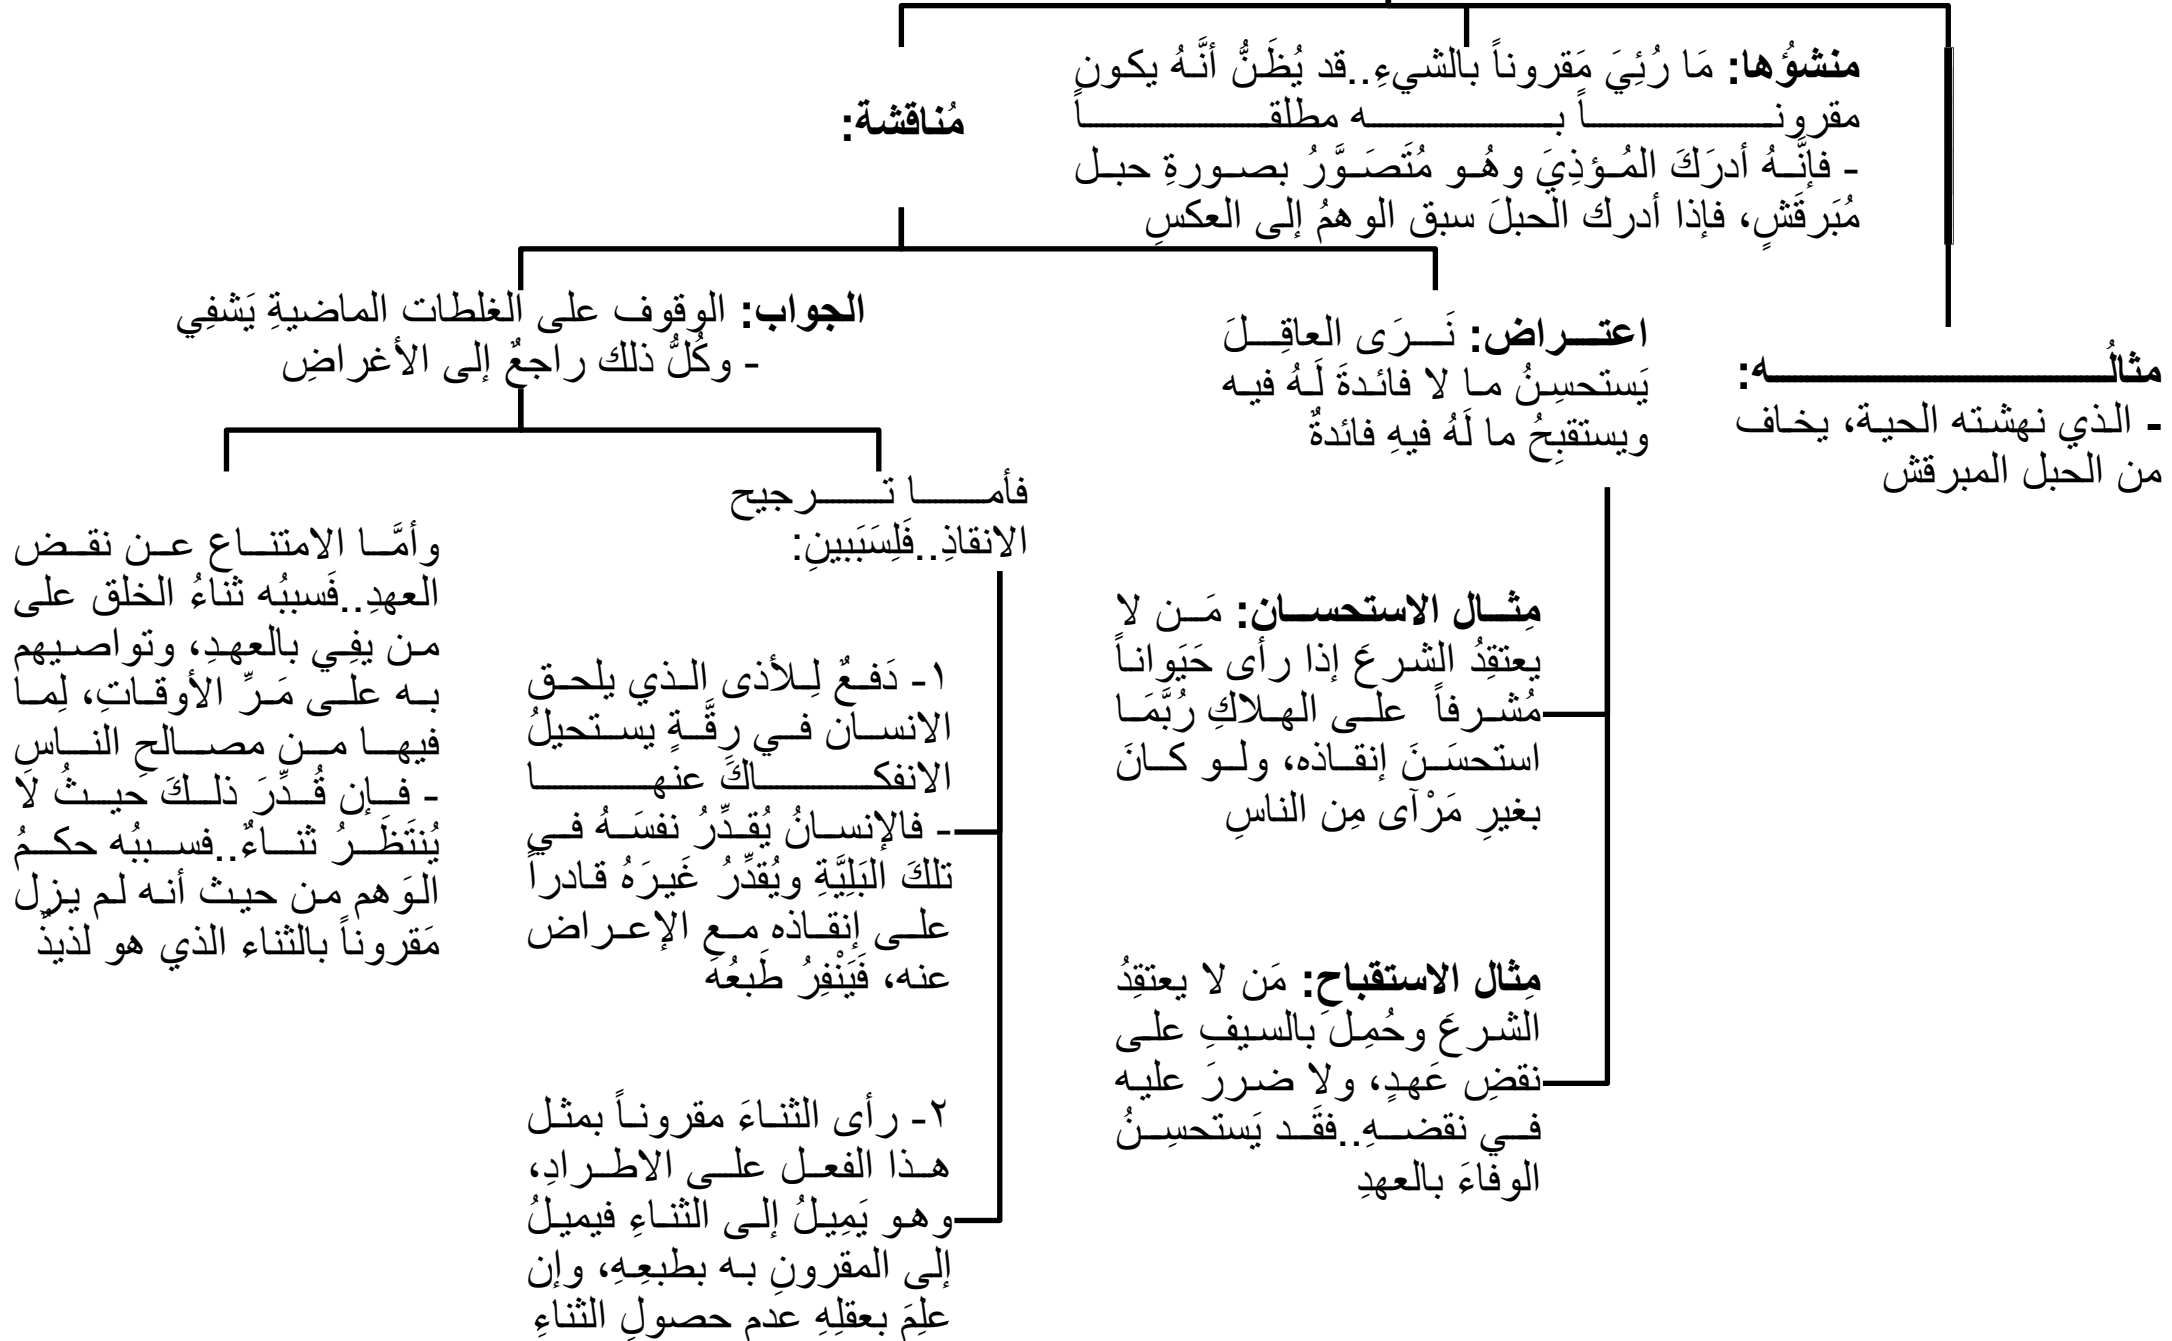 مثالُه:
- الذي نهشته الحية، يخاف
من الحبل المبرقش
منشؤُها: مَا رُئِيَ مَقروناً بالشيءِ..قد يُظَنُّ أنَّهُ يكون
مقروناً به مطلقاً
- فإنَّهُ أدرَكَ المُؤذِيَ وهُو مُتَصَوَّرُ بصورةِ حبل
مُبَرقَشٍ، فإذا أدرك الحبلَ سبق الوهمُ إلى العكسِ
مُناقشة:
اعتراض: نَرَى العاقِلَ
يَستحسِنُ ما لا فائدةَ لَهُ فيه
ويستقبِحُ ما لَهُ فيهِ فائدةٌ
مِثال الاستحسان: مَن لا
يعتقِدُ الشرعَ إذا رأى حَيَواناً
مُشرفاً على الهلاكِ رُبَّمَا
استحسَنَ إنقاذه، ولو كانَ
بغيرِ مَرْآى مِن الناسِ
مِثال الاستقباحِ: مَن لا يعتقِدُ
الشرعَ وحُمِلَ بالسيفِ على
نقضِ عَهدٍ، ولا ضررَ عليه
في نقضهِ..فقَد يَستحسِنُ
الوفاءَ بالعهدِ
الجواب: الوقوف على الغلطات الماضيةِ يَشفِي
- وكُلُّ ذلك راجعٌ إلى الأغراضِ
فأما ترجيح
الانقاذِ..فَلِسَبَبينِ:
١- دَفعٌ لِلأذى الذي يلحق
الانسان في رِقَّةٍ يستحيلُ
الانفكاكَ عنها
- فالإنسانُ يُقدِّرُ نفسَهُ في
تلكَ البَلِيَّةِ ويُقدِّرُ غَيرَهُ قادراً
على إنقاذه مع الإعراض
عنه، فَيَنْفِرُ طَبعُهَ
٢- رأى الثناءَ مقروناً بمثل
هذا الفعل على الاطرادِ،
وهو يَمِيلُ إلى الثناءِ فيميلُ
إلى المقرونِ به بطبعِهِ، وإن
علِمَ بعقلِهِ عدم حصولِ الثناءِ
وأمَّا الامتناع عن نقض
العهدِ..فَسببُه ثناءُ الخلق على
من يفِي بالعهدِ، وتواصيهم
به على مَرِّ الأوقاتِ، لِما
فيها من مصالحِ الناسِ
- فإن قُدِّرَ ذلكَ حيثُ لَا
يُنتَظَرُ ثناءٌ..فسببُه حكمُ
الوَهم من حيث أنه لم يزل
مَقروناً بالثناء الذي هو لذيذٌ